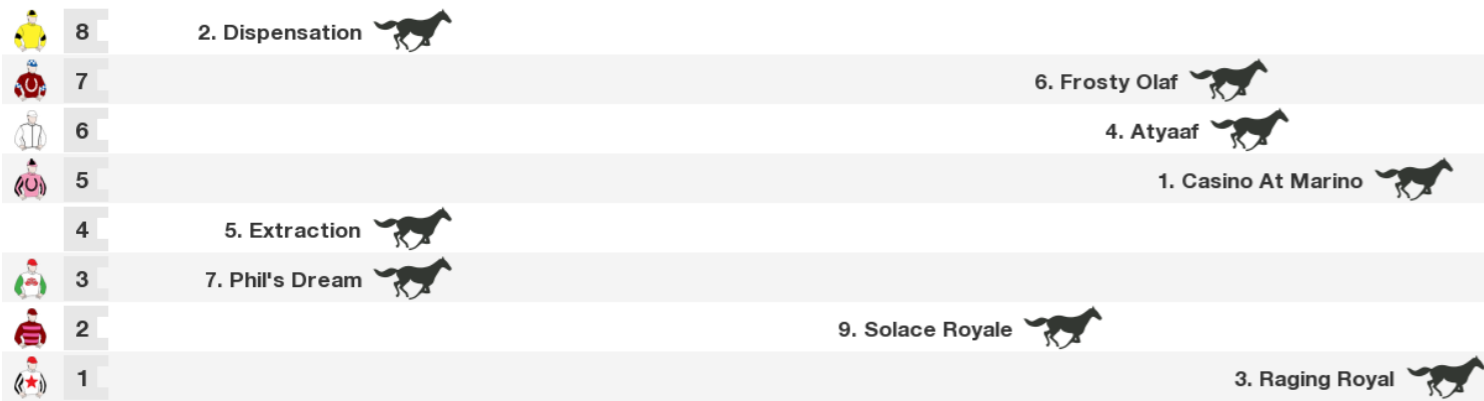 8 2. Dispensation
7 6. Frosty Olaf
6 4. Atyaaf
5 1. Casino At Marino
4 5. Extraction
3 7. Phil's Dream
2 9. Solace Royale
1 3. Raging Royal